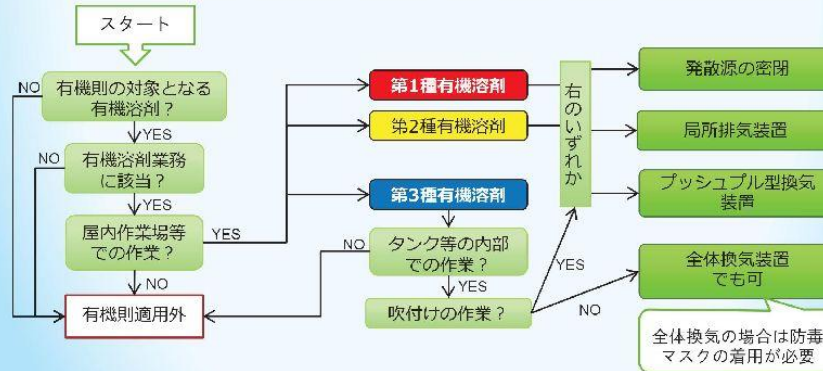 スタート
NO
有機則の対象となる
有機溶剤？
YES
NO
有機溶剤業務
に該当？
YES
屋内作業場等
での作業？
YES
NO
有機則適用外
第1種有機溶剤
第2種有機溶剤
第3種有機溶剤
NO
タンク等の内部
での作業？
YES
吹付けの作業？
YES
NO
右のいずれか
発散源の密閉
局所排気装置
プッシュプル型換気
装置
全体換気装置
でも可
全体換気の場合は防毒
マスクの着用が必要